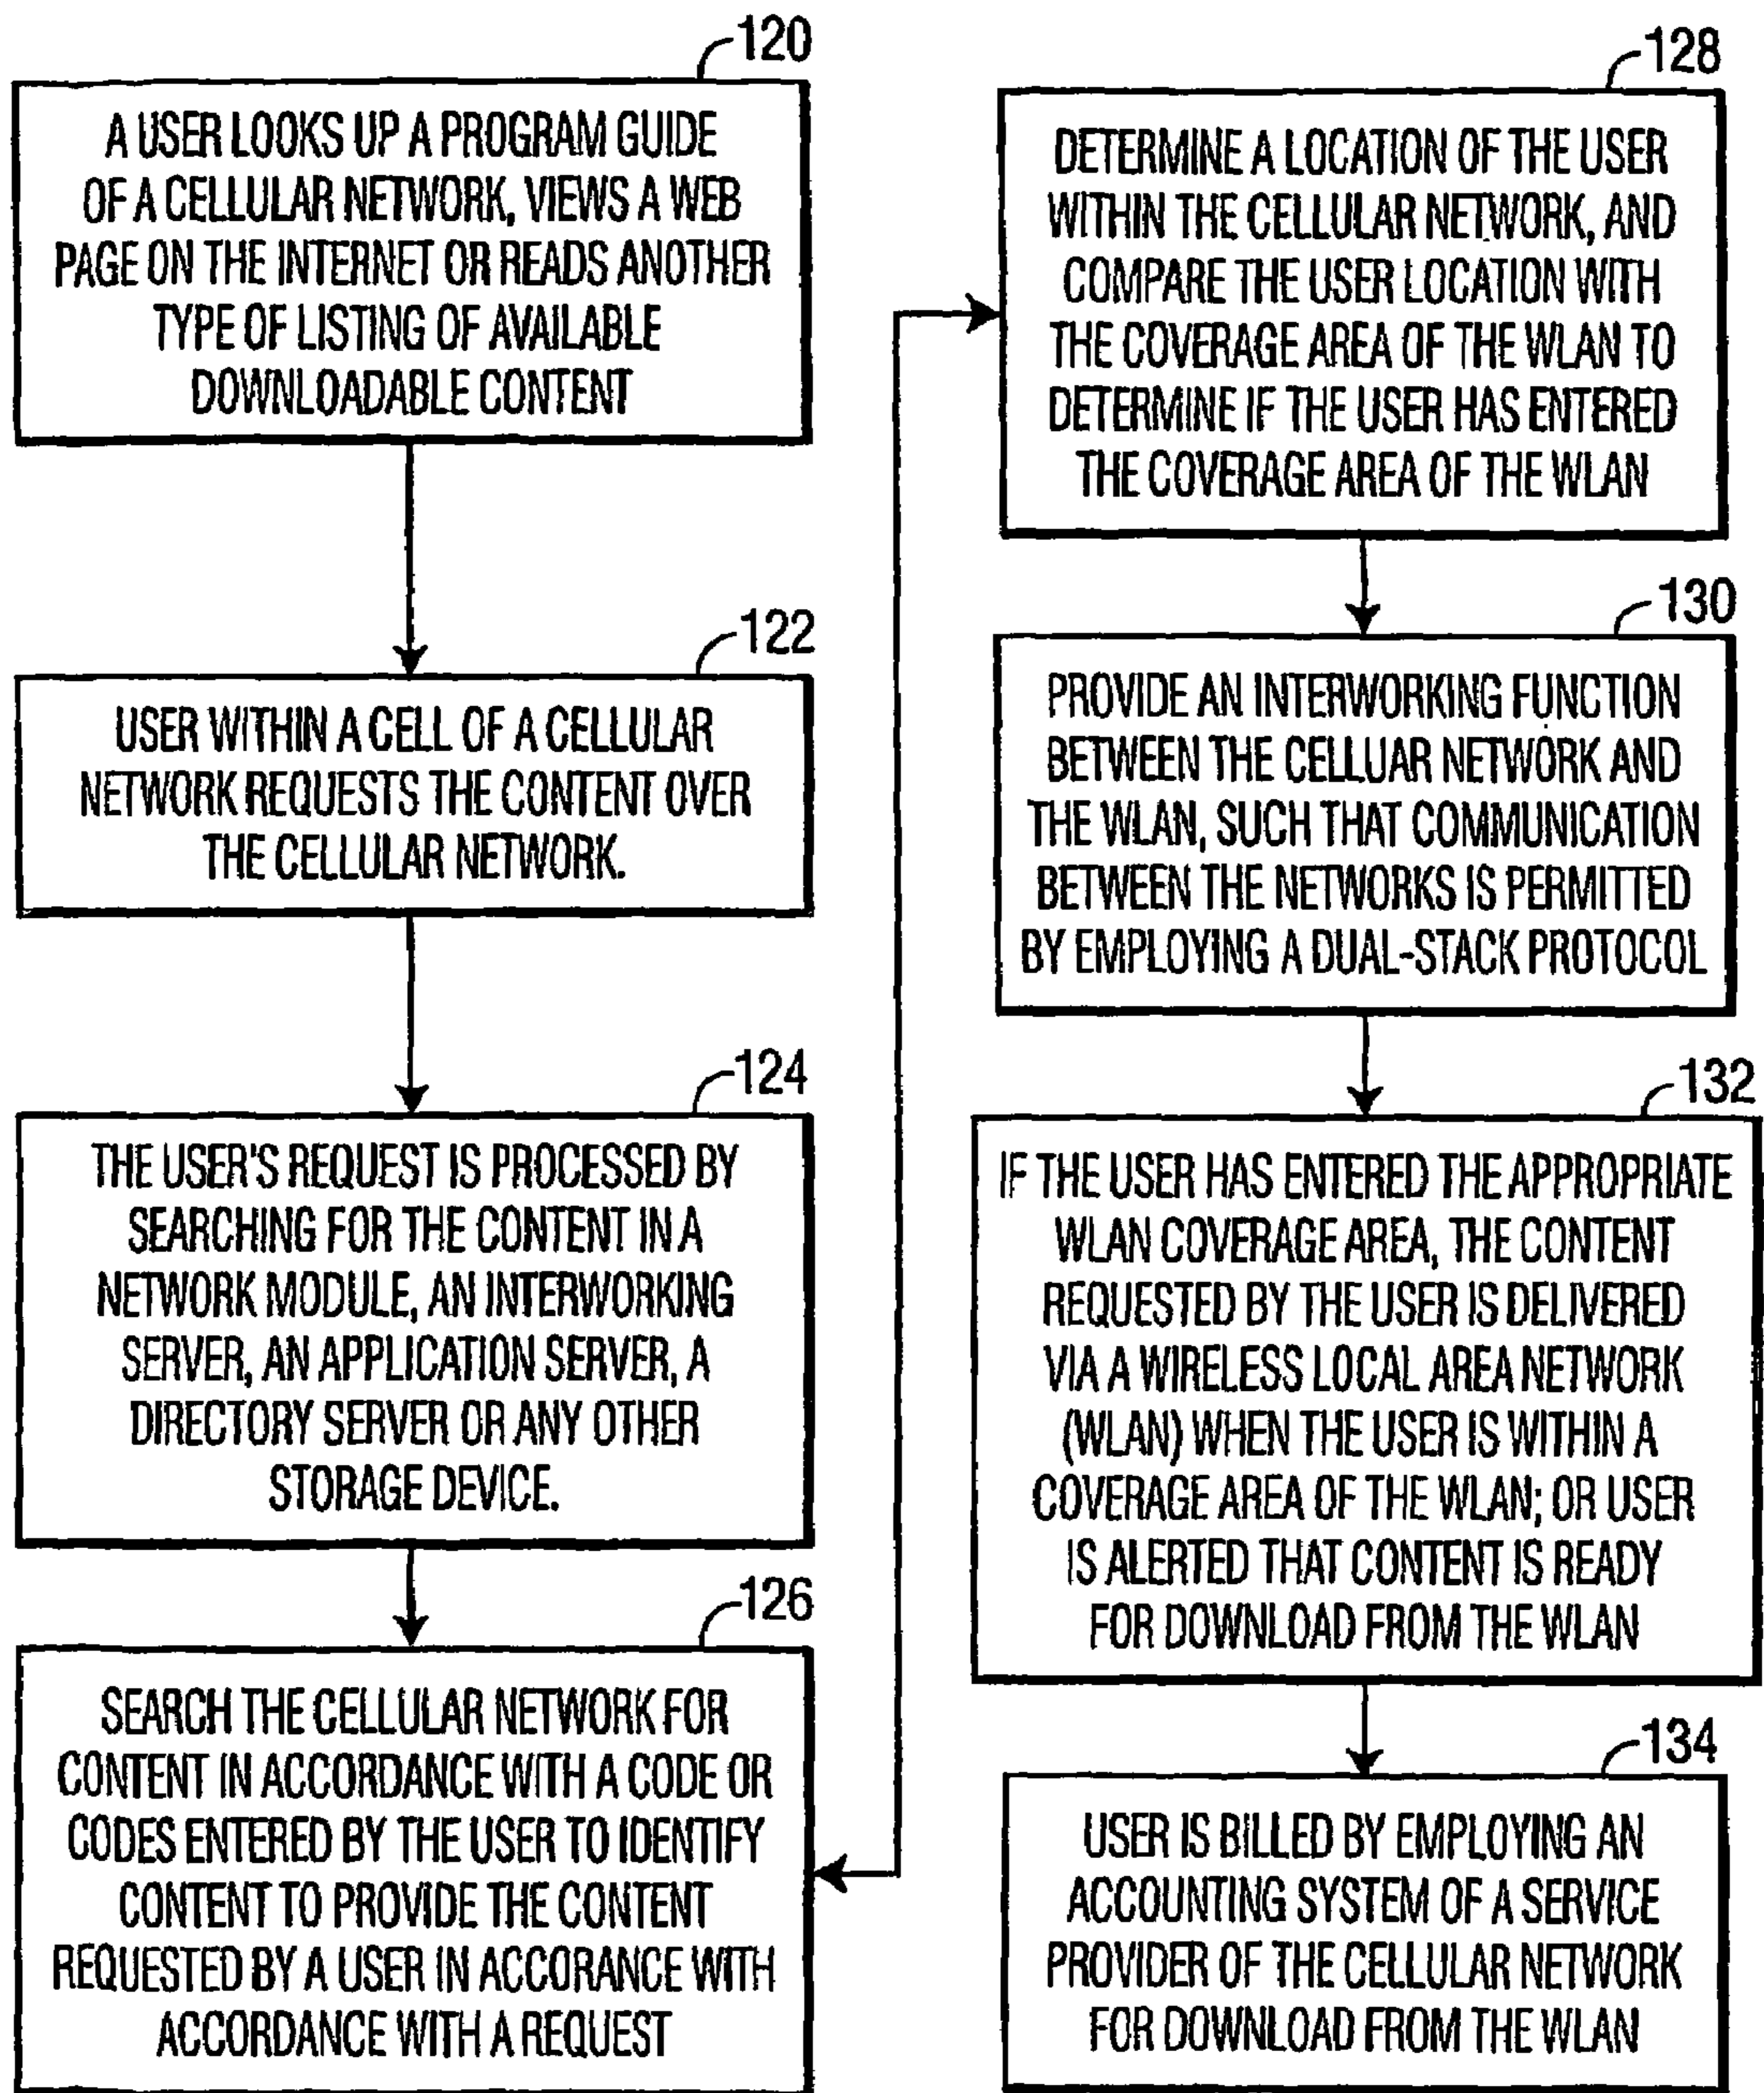 120
A USER LOOKS UP A PROGRAM GUIDE
OF A CELLULAR NETWORK, VIEWS A WEB
PAGE ON THE INTERNET OR READS ANOTHER
TYPE OF LISTING OF AVAILABLE
DOWNLOADABLE CONTENT
122
USER WITHIN A CELL OF A CELLULAR
NETWORK REQUESTS THE CONTENT OVER
THE CELLULAR NETWORK.
124
THE USER'S REQUEST IS PROCESSED BY
SEARCHING FOR THE CONTENT IN A
NETWORK MODULE, AN INTERWORKING
SERVER, AN APPLICATION SERVER, A
DIRECTORY SERVER OR ANY OTHER
STORAGE DEVICE.
126
SEARCH THE CELLULAR NETWORK FOR
CONTENT IN ACCORDANCE WITH A CODE OR
CODES ENTERED BY THE USER TO IDENTIFY
CONTENT TO PROVIDE THE CONTENT
REQUESTED BY A USER IN ACCORANCE WITH
ACCORDANCE WITH A REQUEST
128
DETERMINE A LOCATION OF THE USER
WITHIN THE CELLULAR NETWORK, AND
COMPARE THE USER LOCATION WITH
THE COVERAGE AREA OF THE WLAN TO
DETERMINE IF THE USER HAS ENTERED
THE COVERAGE AREA OF THE WLAN
130
PROVIDE AN INTERWORKING FUNCTION
BETWEEN THE CELLUAR NETWORK AND
THE WLAN, SUCH THAT COMMUNICATION
BETWEEN THE NETWORKS IS PERMITTED
BY EMPLOYING A DUAL-STACK PROTOCOL
132
IF THE USER HAS ENTERED THE APPROPRIATE
WLAN COVERAGE AREA, THE CONTENT
REQUESTED BY THE USER IS DELIVERED
VIA A WIRELESS LOCAL AREA NETWORK
(WLAN) WHEN THE USER IS WITHIN A
COVERAGE AREA OF THE WLAN; OR USER
IS ALERTED THAT CONTENT IS READY
FOR DOWNLOAD FROM THE WLAN
134
USER IS BILLED BY EMPLOYING AN
ACCOUNTING SYSTEM OF A SERVICE
PROVIDER OF THE CELLULAR NETWORK
FOR DOWNLOAD FROM THE WLAN